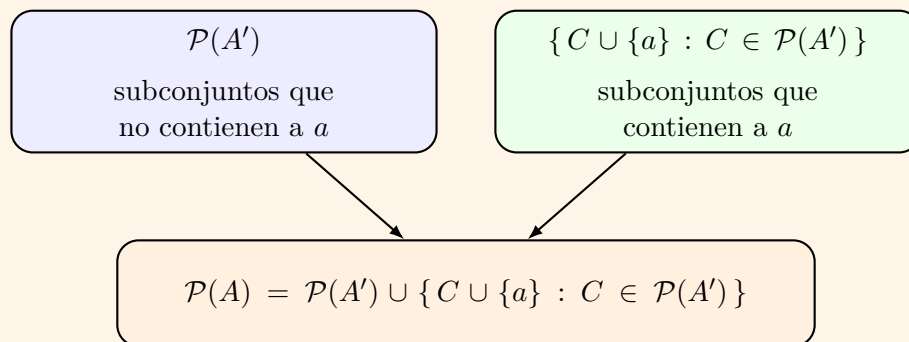 𝒫(A′)
subconjuntos que
no contienen a a
{ C ∪ {a} : C ∈ 𝒫(A′) }
subconjuntos que
contienen a a
𝒫(A) = 𝒫(A′) ∪ { C ∪ {a} : C ∈ 𝒫(A′) }